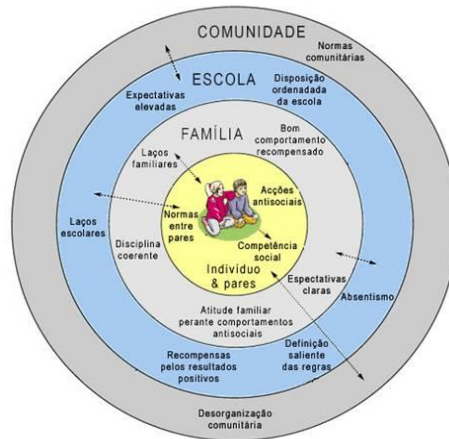 COMUNIDADE
Normas
comunitárias
ESCOLA
Expectativas
elevadas
Disposição
ordenadada
da escola
FAMÍLIA
Bom
comportamento
recompensado
Laços
familiares
Acções
antisociais
Normas
entre
pares
Laços
escolares
Disciplina
coerente
Competência
social
Indivíduo
& pares
Espectativas
claras
Absentismo
Atitude familiar
perante comportamentos
antisociais
Recompensas
pelos resultados
positivos
Definição
saliente
das regras
Desorganização
comunitária